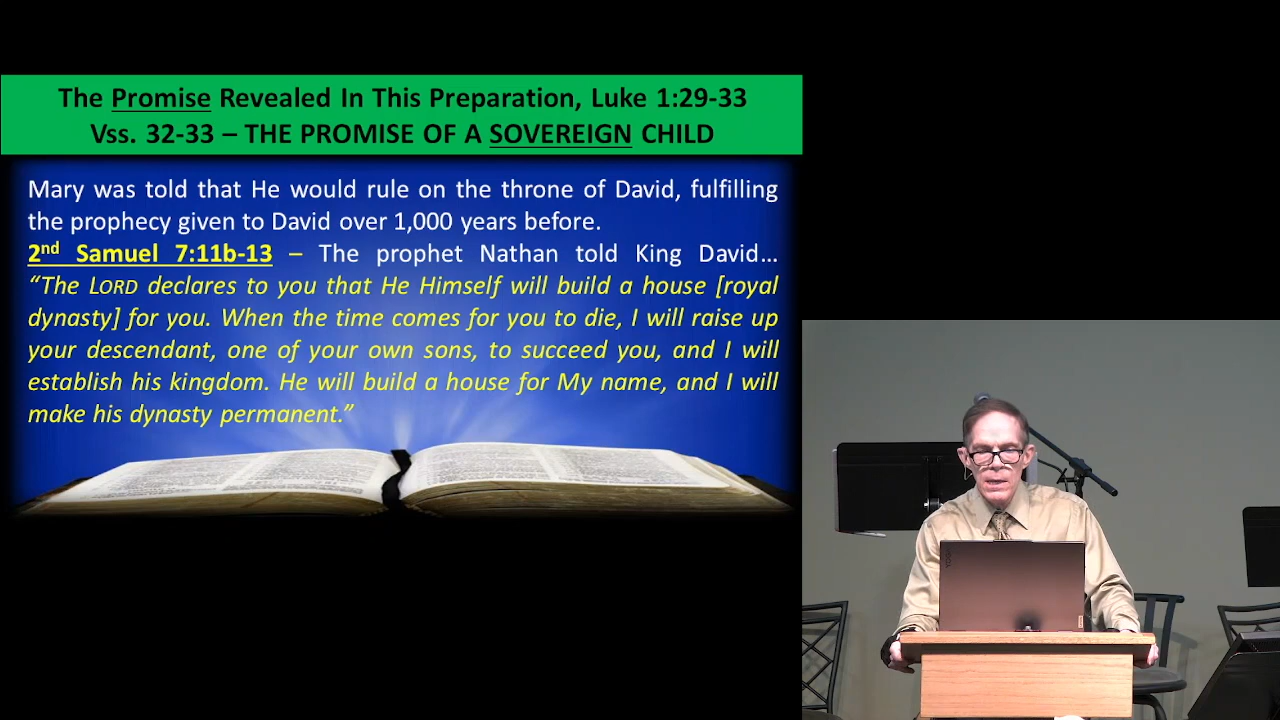 The Promise Revealed In This Preparation, Luke 1:29-33
Vss. 32-33 – THE PROMISE OF A SOVEREIGN CHILD
Mary was told that He would rule on the throne of David, fulfilling
the prophecy given to David over 1,000 years before.
2nd Samuel 7:11b-13 – The prophet Nathan told King David…
“The LORD declares to you that He Himself will build a house [royal
dynasty] for you. When the time comes for you to die, I will raise up
your descendant, one of your own sons, to succeed you, and I will
establish his kingdom. He will build a house for My name, and I will
make his dynasty permanent.”